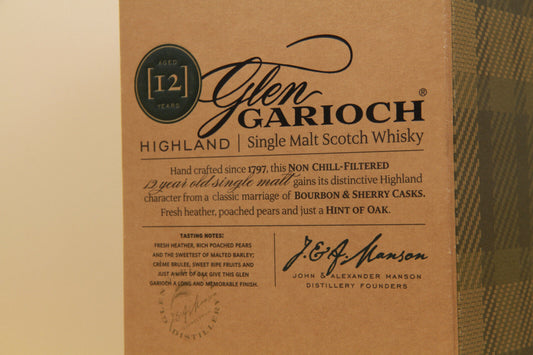 AGED
[12]
YEARS
Glen
GARIOCH®
HIGHLAND | Single Malt Scotch Whisky
Hand crafted since 1797, this NON CHILL-FILTERED
12 year old single malt gains its distinctive Highland
character from a classic marriage of BOURBON & SHERRY CASKS.
Fresh heather, poached pears and just a HINT OF OAK.
TASTING NOTES:
FRESH HEATHER, RICH POACHED PEARS
AND THE SWEETEST OF MALTED BARLEY;
CRÈME BRULEE, SWEET RIPE FRUITS AND
JUST A HINT OF OAK GIVE THIS GLEN
GARIOCH A LONG AND MEMORABLE FINISH.
J.&A. Manson
JOHN & ALEXANDER MANSON
DISTILLERY FOUNDERS
DISTILLERY